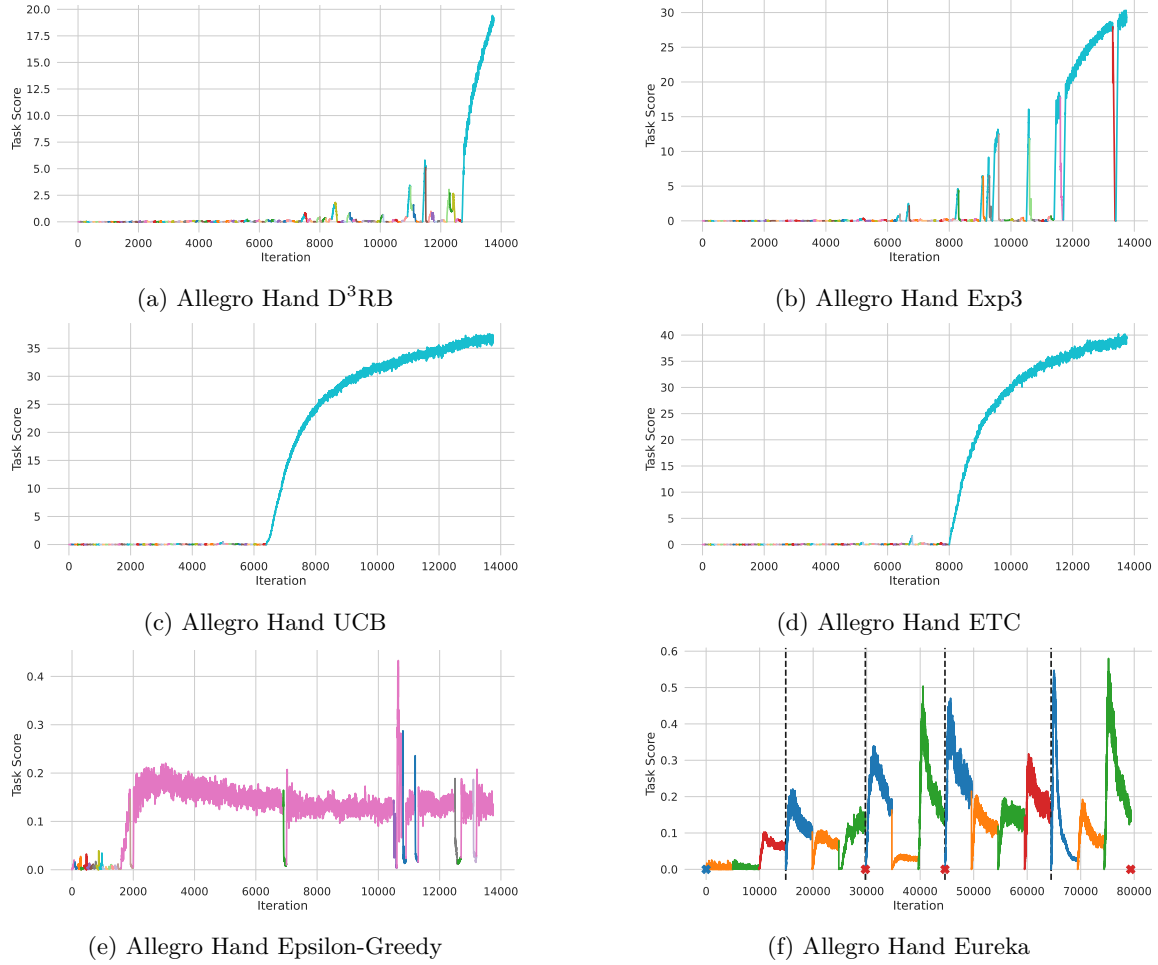 20.0
17.5
15.0
12.5
10.0
7.5
5.0
2.5
0.0
Task Score
0 2000 4000 6000 8000 10000 12000 14000
Iteration
(a) Allegro Hand D³RB
30
25
20
15
10
5
0
Task Score
0 2000 4000 6000 8000 10000 12000 14000
Iteration
(b) Allegro Hand Exp3
35
30
25
20
15
10
5
0
Task Score
0 2000 4000 6000 8000 10000 12000 14000
Iteration
(c) Allegro Hand UCB
40
35
30
25
20
15
10
5
0
Task Score
0 2000 4000 6000 8000 10000 12000 14000
Iteration
(d) Allegro Hand ETC
0.4
0.3
0.2
0.1
0.0
Task Score
0 2000 4000 6000 8000 10000 12000 14000
Iteration
(e) Allegro Hand Epsilon-Greedy
0.6
0.5
0.4
0.3
0.2
0.1
0.0
Task Score
0 10000 20000 30000 40000 50000 60000 70000 80000
Iteration
(f) Allegro Hand Eureka